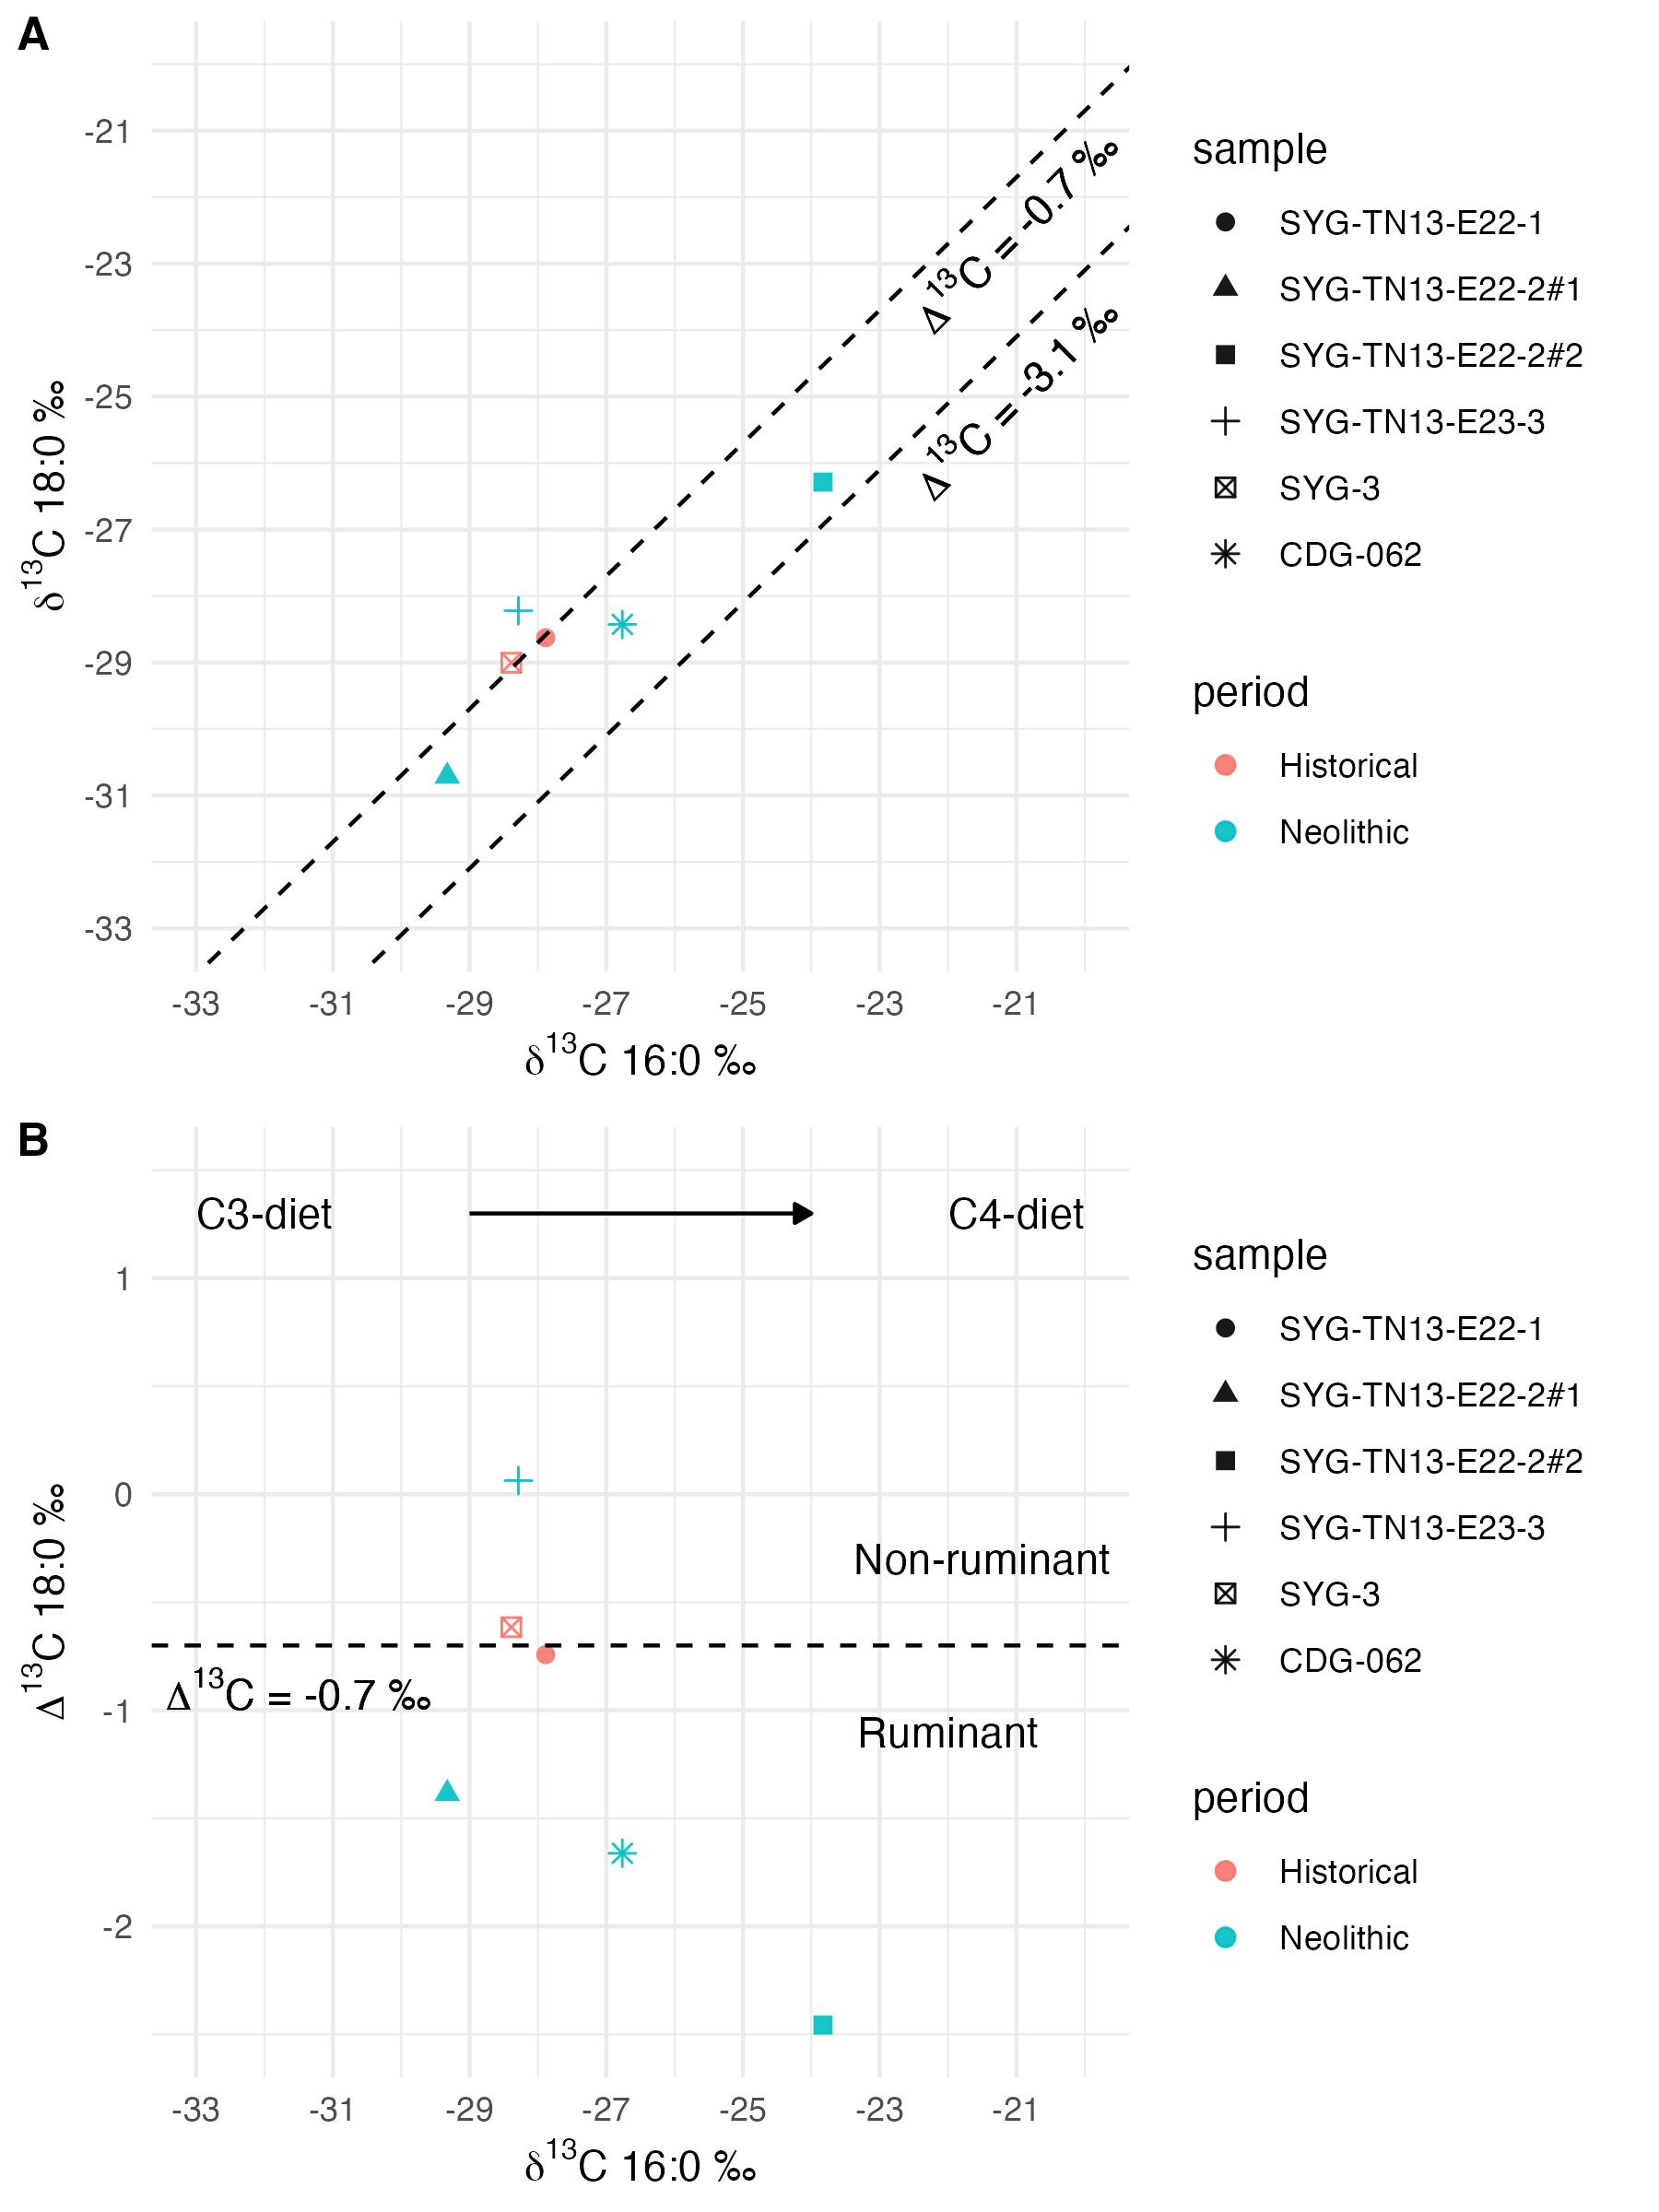 A
-21
-23
-25
-27
-29
-31
-33
δ¹³C 18:0 ‰
Δ¹³C = -0.7 ‰
Δ¹³C = -3.1 ‰
-33 -31 -29 -27 -25 -23 -21
δ¹³C 16:0 ‰
sample
SYG-TN13-E22-1
SYG-TN13-E22-2#1
SYG-TN13-E22-2#2
SYG-TN13-E23-3
SYG-3
CDG-062
period
Historical
Neolithic
B
C3-diet C4-diet
1
0
-1
-2
Δ¹³C 18:0 ‰
Non-ruminant
Δ¹³C = -0.7 ‰
Ruminant
-33 -31 -29 -27 -25 -23 -21
δ¹³C 16:0 ‰
sample
SYG-TN13-E22-1
SYG-TN13-E22-2#1
SYG-TN13-E22-2#2
SYG-TN13-E23-3
SYG-3
CDG-062
period
Historical
Neolithic